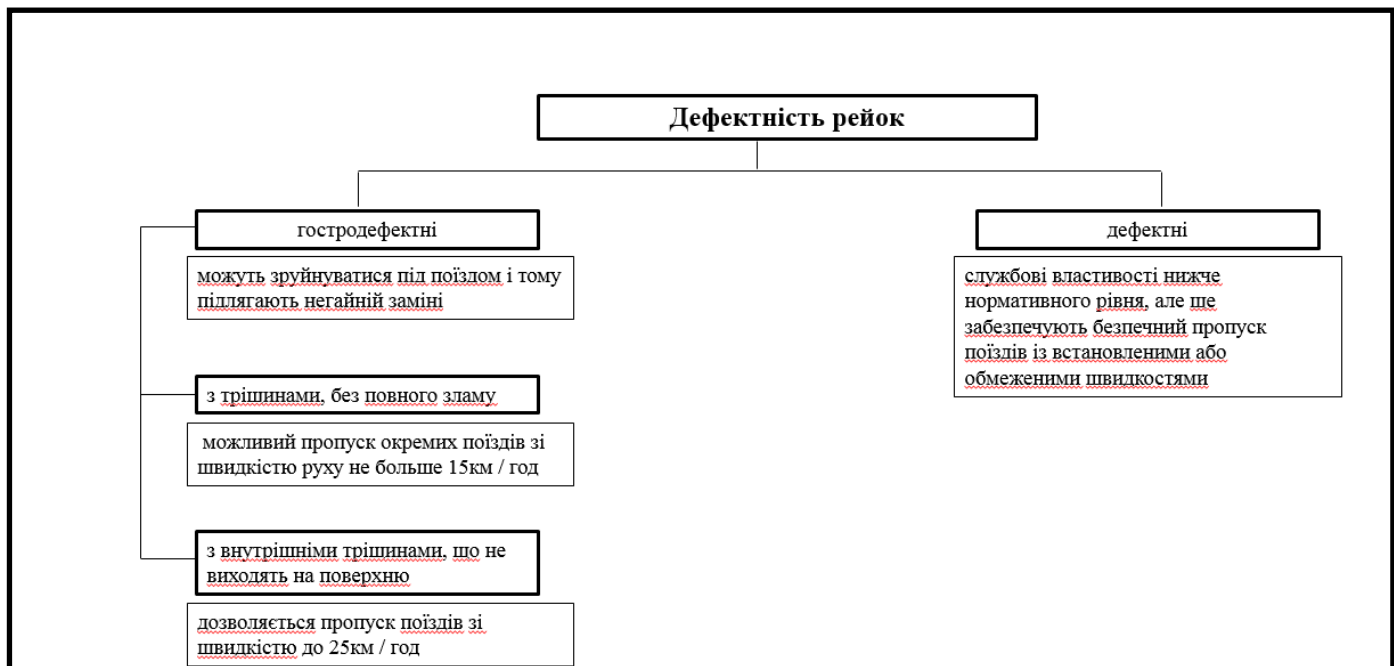 Дефектність рейок
гостродефектні
можуть зруйнуватися під поїздом і тому
підлягають негайній заміні
з тріщинами, без повного зламу
можливий пропуск окремих поїздів зі
швидкістю руху не больше 15км / год
з внутрішніми тріщинами, що не
виходять на поверхню
дозволяється пропуск поїздів зі
швидкістю до 25км / год
дефектні
службові властивості нижче
нормативного рівня, але ще
забезпечують безпечний пропуск
поїздів із встановленими або
обмеженими швидкостями